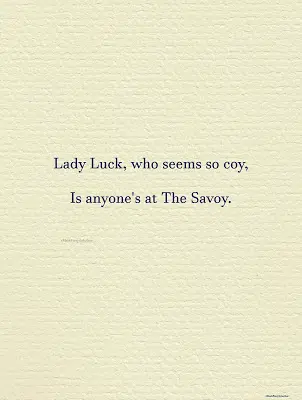 Lady Luck, who seems so coy,
Is anyone's at The Savoy.